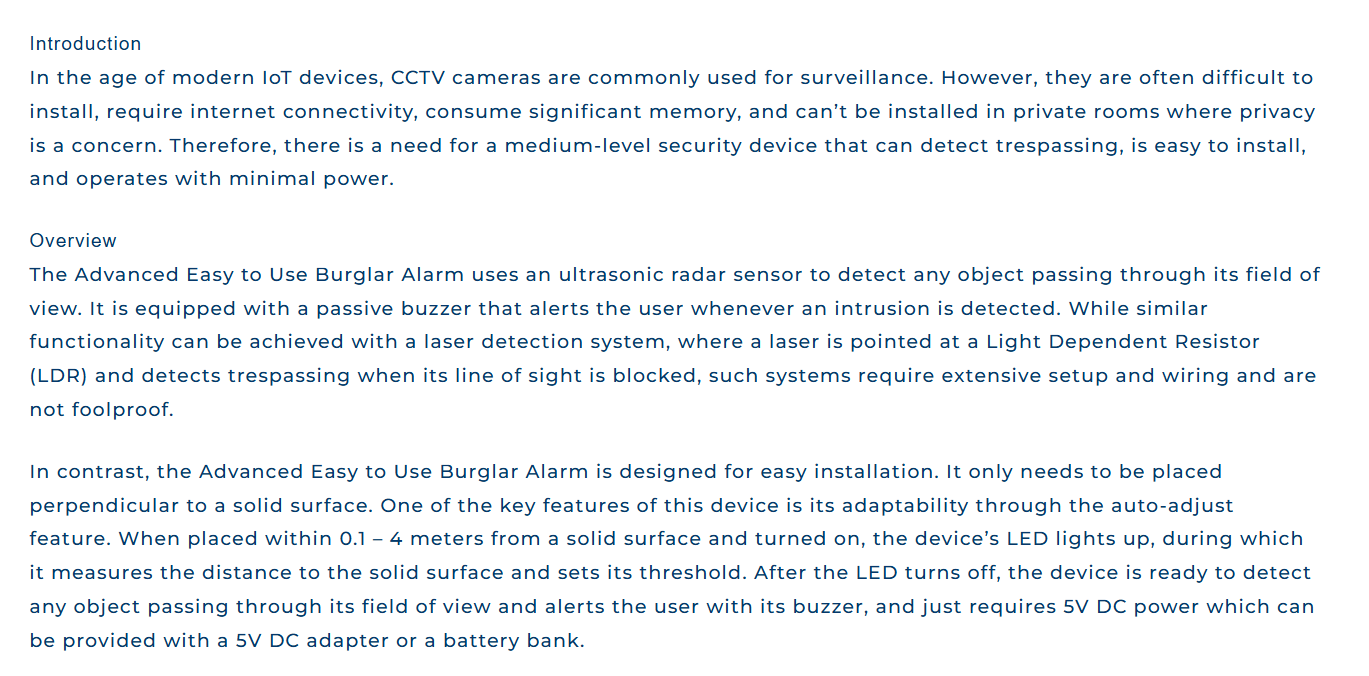 Introduction
In the age of modern IoT devices, CCTV cameras are commonly used for surveillance. However, they are often difficult to
install, require internet connectivity, consume significant memory, and can’t be installed in private rooms where privacy
is a concern. Therefore, there is a need for a medium-level security device that can detect trespassing, is easy to install,
and operates with minimal power.
Overview
The Advanced Easy to Use Burglar Alarm uses an ultrasonic radar sensor to detect any object passing through its field of
view. It is equipped with a passive buzzer that alerts the user whenever an intrusion is detected. While similar
functionality can be achieved with a laser detection system, where a laser is pointed at a Light Dependent Resistor
(LDR) and detects trespassing when its line of sight is blocked, such systems require extensive setup and wiring and are
not foolproof.
In contrast, the Advanced Easy to Use Burglar Alarm is designed for easy installation. It only needs to be placed
perpendicular to a solid surface. One of the key features of this device is its adaptability through the auto-adjust
feature. When placed within 0.1 – 4 meters from a solid surface and turned on, the device’s LED lights up, during which
it measures the distance to the solid surface and sets its threshold. After the LED turns off, the device is ready to detect
any object passing through its field of view and alerts the user with its buzzer, and just requires 5V DC power which can
be provided with a 5V DC adapter or a battery bank.